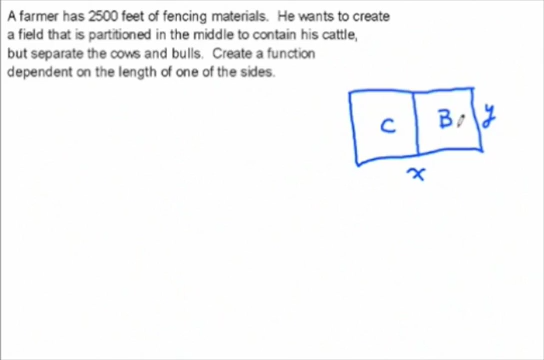 A farmer has 2500 feet of fencing materials. He wants to create
a field that is partitioned in the middle to contain his cattle,
but separate the cows and bulls. Create a function
dependent on the length of one of the sides.
C B y
x